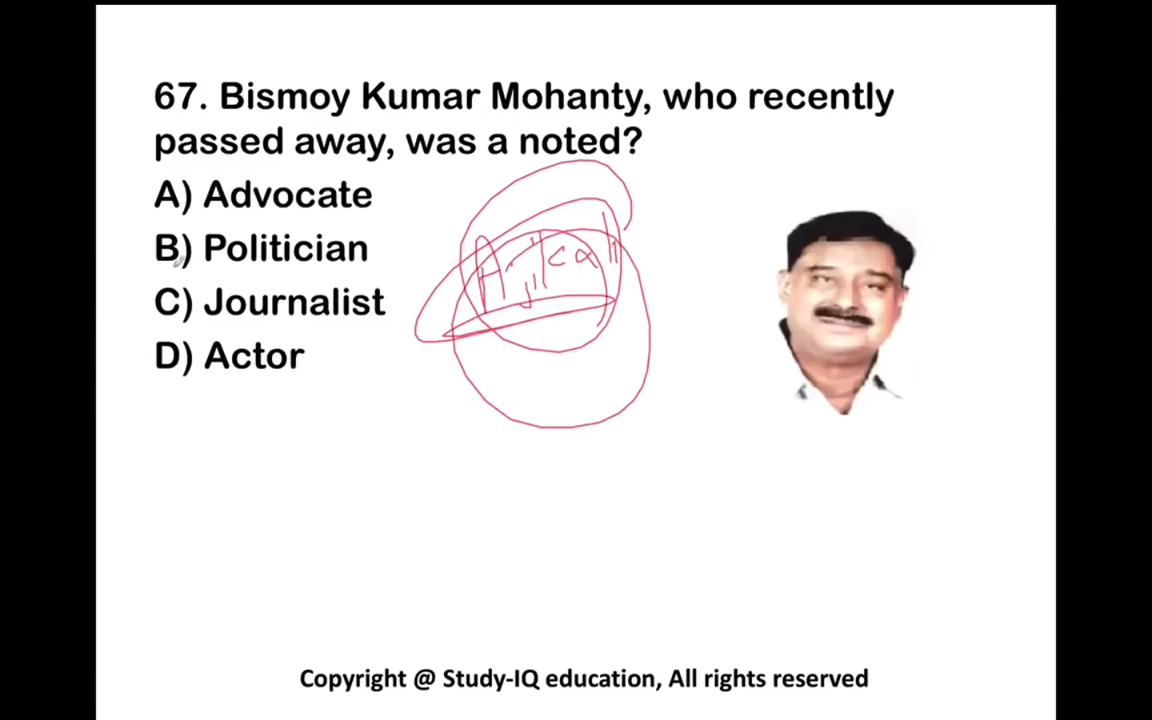 67. Bismoy Kumar Mohanty, who recently
passed away, was a noted?
A) Advocate
B) Politician
C) Journalist
D) Actor
Copyright @ Study-IQ education, All rights reserved